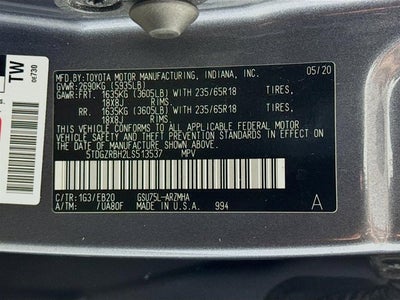 TW
0E730
MFD.BY:TOYOTA MOTOR MANUFACTURING, INDIANA, INC. 05/20
GVWR:2690KG (5935LB)
GAWR:FRT. 1635KG (3605LB) WITH 235/65R18 TIRES,
18X8J RIMS,
RR. 1635KG (3605LB) WITH 235/65R18 TIRES,
18X8J RIMS,
THIS VEHICLE CONFORMS TO ALL APPLICABLE FEDERAL MOTOR
VEHICLE SAFETY, BUMPER, AND THEFT PREVENTION STANDARDS IN
EFFECT ON THE DATE OF MANUFACTURE SHOWN ABOVE.
5TDGZRBH2LS513537 MPV
C/TR: 1G3/EB20 GSU75L-ARZMHA
A/TM: /UA80F MADE IN U.S.A. 994 A